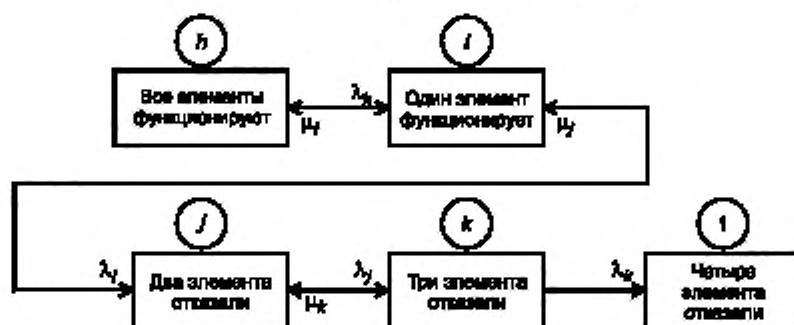 h
i
Все элементы
функционируют
λh
μi
Один элемент
функционирует
μj
j
k
1
λi
Два элемента
отказали
λj
μk
Три элемента
отказали
λk
Четыре
элемента
отказали